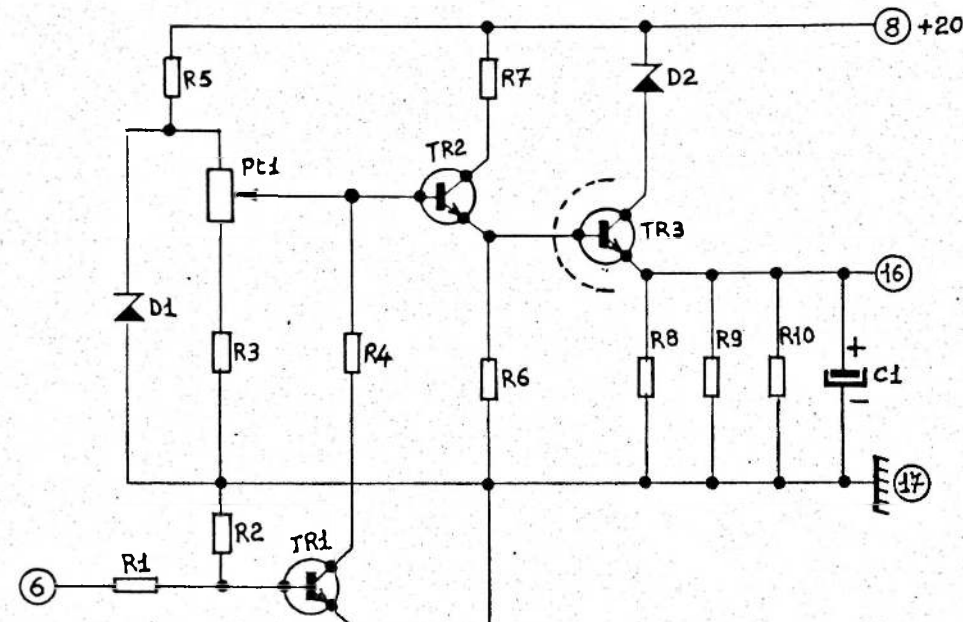 8 +20
R5
R7
D2
Pt1
TR2
TR3
16
D1
R3
R4
R6
R8
R9
R10
+
C1
−
17
R2
TR1
R1
6